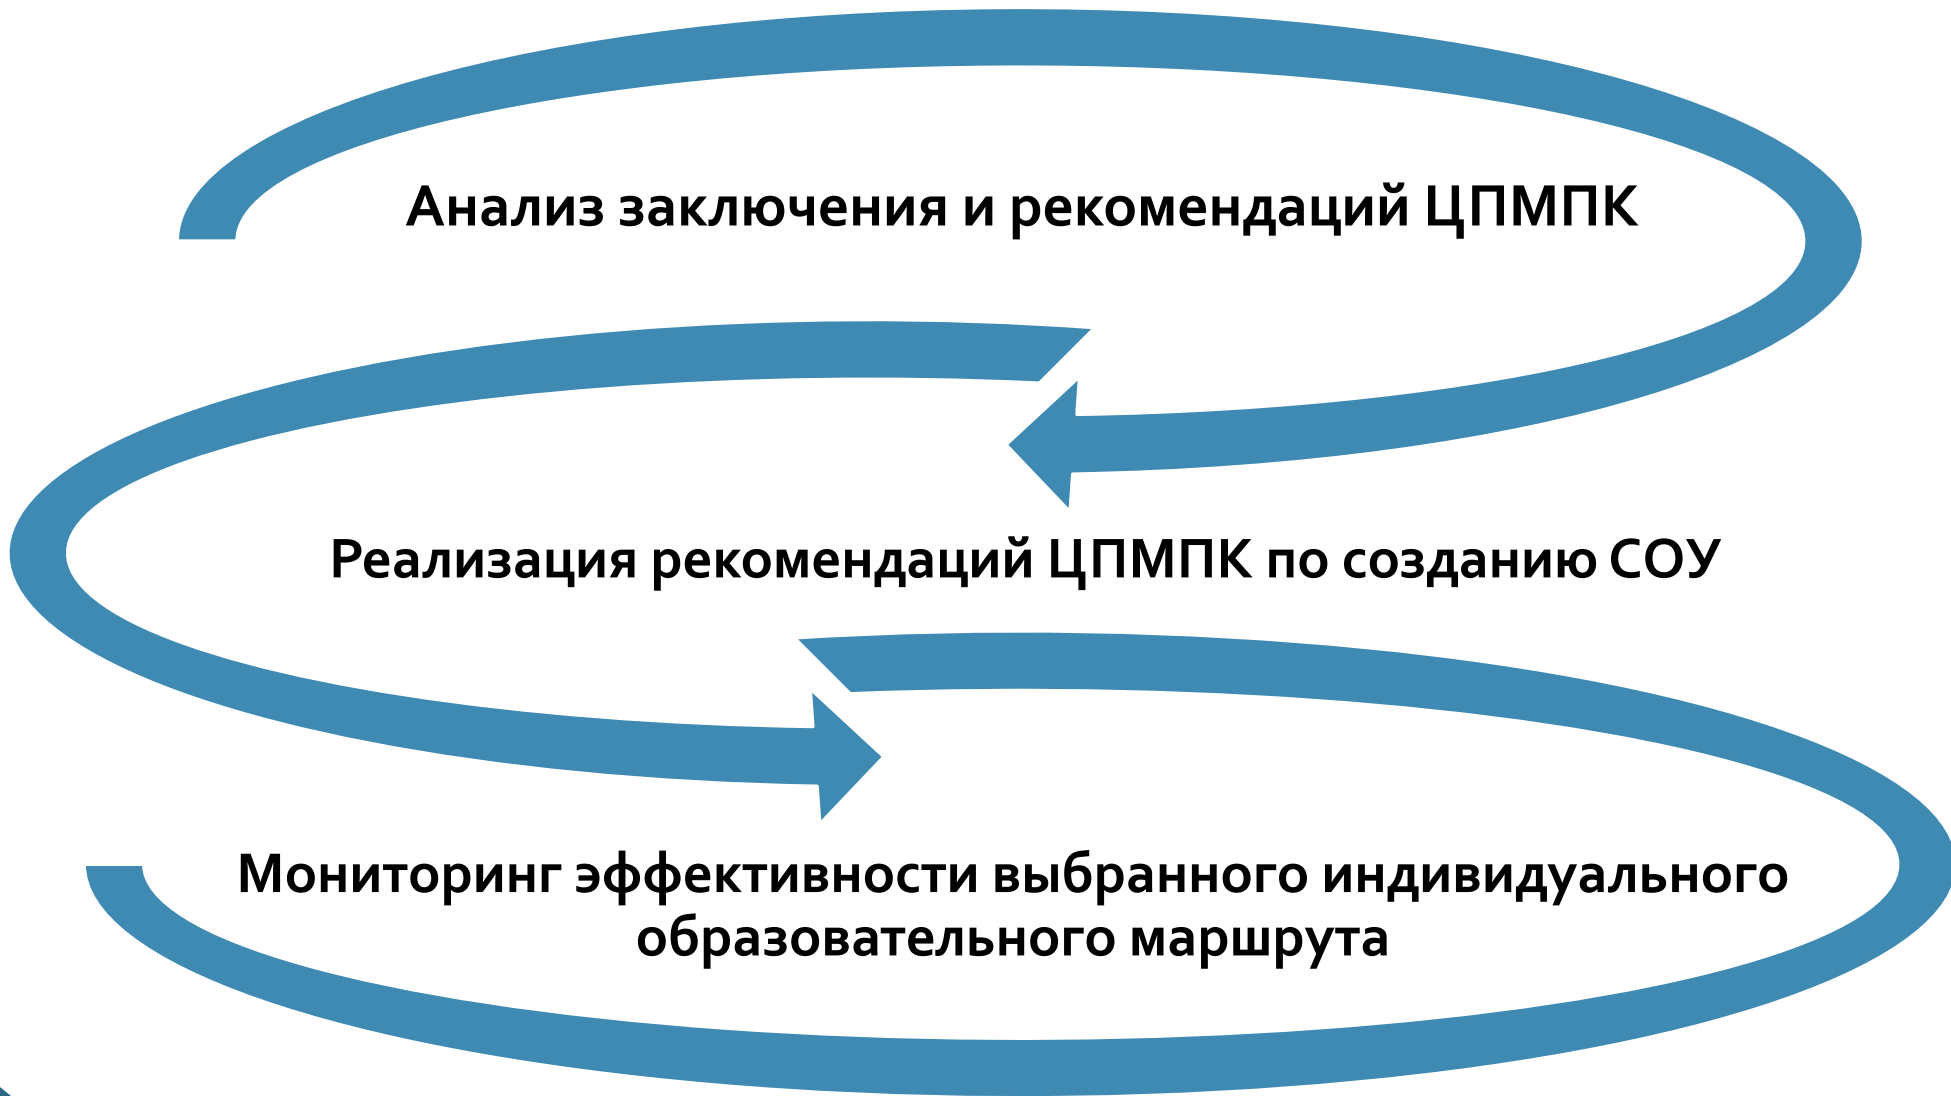 Анализ заключения и рекомендаций ЦПМПК
Реализация рекомендаций ЦПМПК по созданию СОУ
Мониторинг эффективности выбранного индивидуального
образовательного маршрута